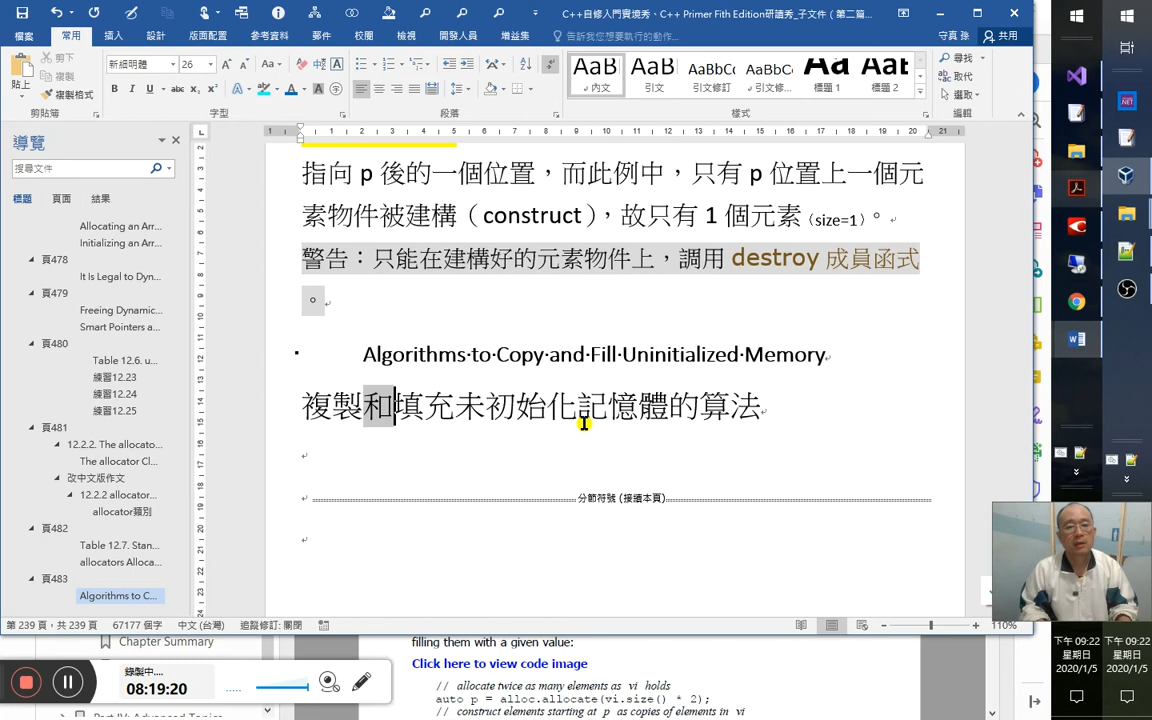 C++自修入門實境秀、C++ Primer Fith Edition研讀秀_子文件（第二篇...
檔案 常用 插入 設計 版面配置 參考資料 郵件 校閱 檢視 開發人員 增益集 告訴我您想要執行的動作... 守真 孫 共用
貼上 剪下 複製 複製格式
新細明體 26
AaB AaB AaBbCc AaBbC AaB AaB
內文 引文 引文修訂 引文修... 標題 1 標題 2
尋找 取代 選取
剪貼簿 字型 段落 樣式 編輯
導覽
搜尋文件
標題 頁面 結果
Allocating an Arr...
Initializing an Arr...
頁478
It Is Legal to Dyn...
頁479
Freeing Dynamic...
Smart Pointers a...
頁480
Table 12.6. u...
練習12.23
練習12.24
練習12.25
頁481
12.2.2. The allocato...
The allocator Cl...
改中文版作文
12.2.2 allocator...
allocator類別
頁482
Table 12.7. Stan...
allocators Alloca...
頁483
Algorithms to C...
指向 p 後的一個位置，而此例中，只有 p 位置上一個元
素物件被建構（construct），故只有 1 個元素（size=1）。
警告：只能在建構好的元素物件上，調用 destroy 成員函式
。
Algorithms to Copy and Fill Uninitialized Memory
複製和填充未初始化記憶體的算法
分節符號 (接續本頁)
第 239 頁，共 239 頁 67177 個字 中文 (台灣) 追蹤修訂: 關閉 110%
Chapter Summary
filling them with a given value:
Click here to view code image
// allocate twice as many elements as vi holds
auto p = alloc.allocate(vi.size() * 2);
// construct elements starting at p as copies of elements in vi
Part IV: Advanced Topics
錄製中...
08:19:20
下午 09:22
星期日
2020/1/5
下午 09:22
星期日
2020/1/5